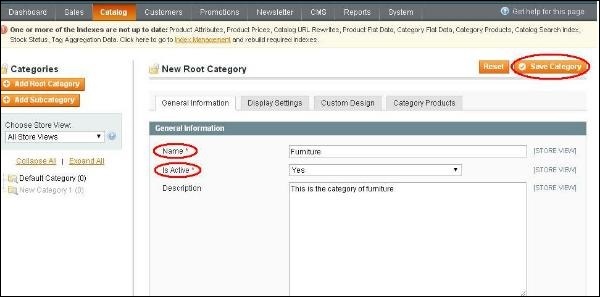 Dashboard Sales Catalog Customers Promotions Newsletter CMS Reports System Get help for this page
One or more of the Indexes are not up to date: Product Attributes, Product Prices, Catalog URL Rewrites, Product Flat Data, Category Flat Data, Category Products, Catalog Search Index,
Stock Status, Tag Aggregation Data. Click here to go to Index Management and rebuild required indexes.
Categories
Add Root Category
Add Subcategory
Choose Store View:
All Store Views
Collapse All | Expand All
Default Category (0)
New Category 1 (0)
New Root Category
Reset Save Category
General Information Display Settings Custom Design Category Products
General Information
Name * Furniture [STORE VIEW]
Is Active * Yes [STORE VIEW]
Description This is the category of furniture [STORE VIEW]